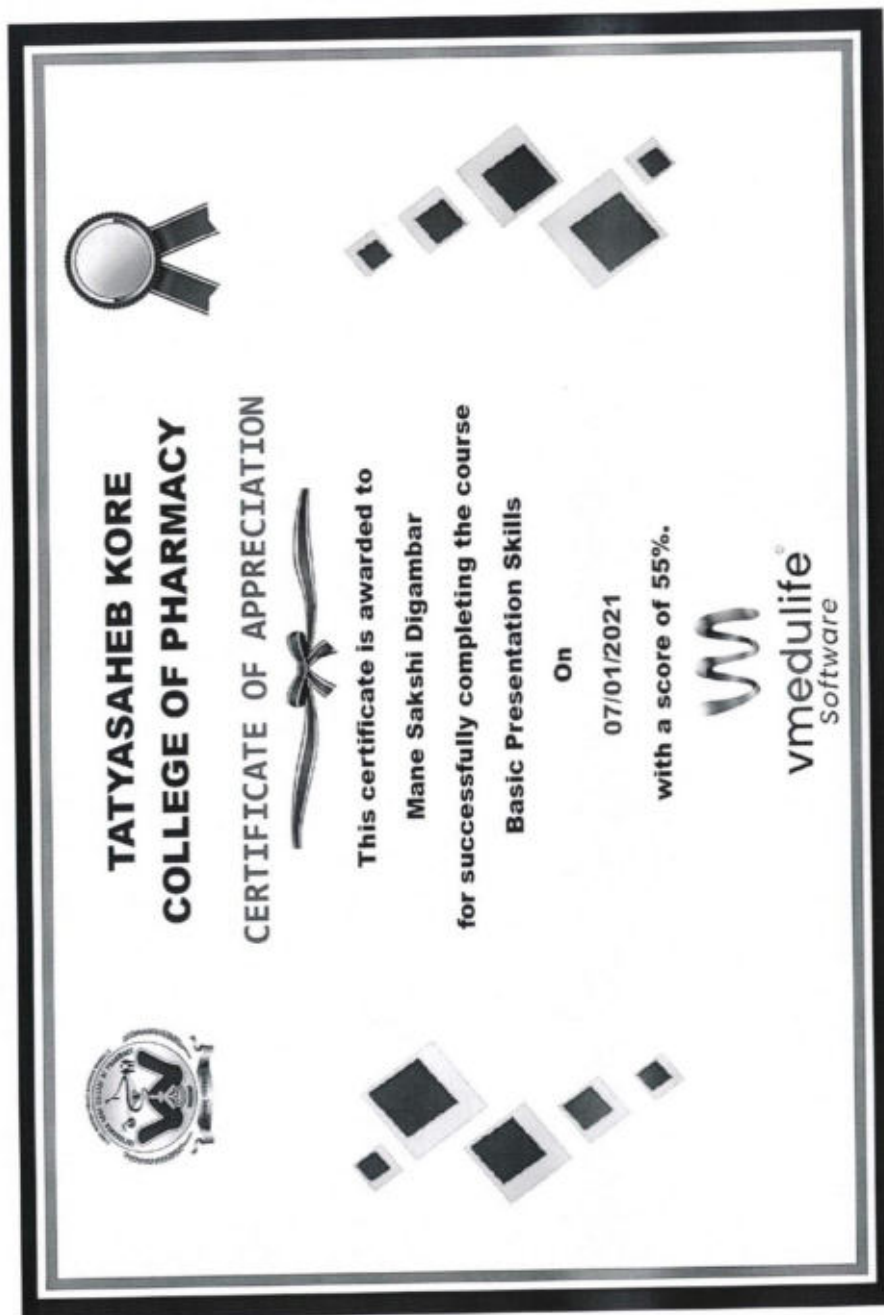 TATYASAHEB KORE
COLLEGE OF PHARMACY
CERTIFICATE OF APPRECIATION
This certificate is awarded to
Mane Sakshi Digambar
for successfully completing the course
Basic Presentation Skills
On
07/01/2021
with a score of 55%.
vmedulife©
Software